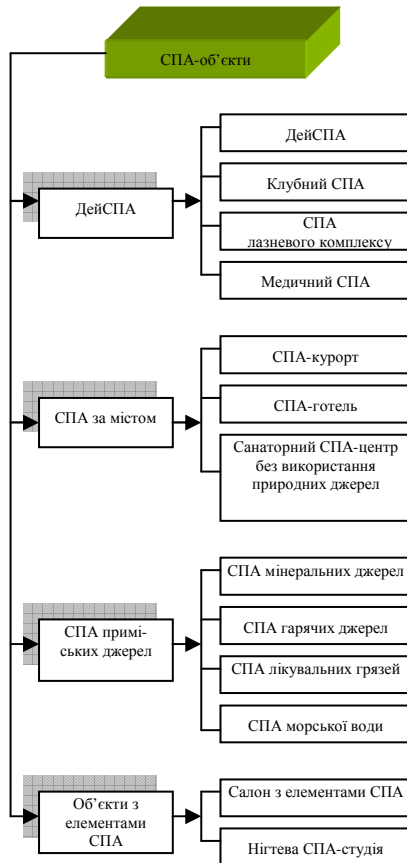 СПА-об’єкти
ДейСПА
ДейСПА
Клубний СПА
СПА
лазневого комплексу
Медичний СПА
СПА за містом
СПА-курорт
СПА-готель
Санаторний СПА-центр
без використання
природних джерел
СПА примі-
ських джерел
СПА мінеральних джерел
СПА гарячих джерел
СПА лікувальних грязей
СПА морської води
Об’єкти з
елементами
СПА
Салон з елементами СПА
Нігтева СПА-студія